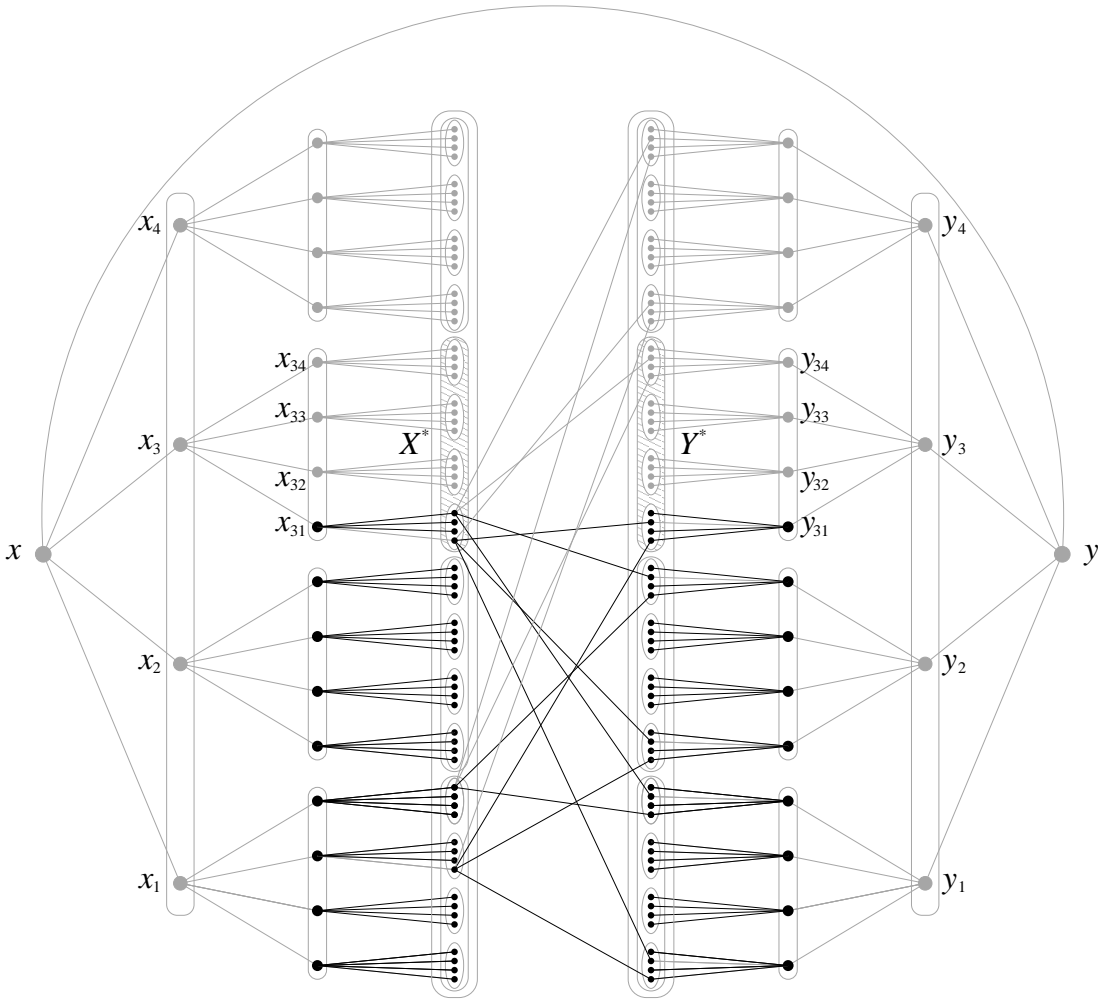 x₄ y₄
x₃₄ y₃₄
x₃₃ y₃₃
x₃ X* Y* y₃
x₃₂ y₃₂
x₃₁ y₃₁
x y
x₂ y₂
x₁ y₁